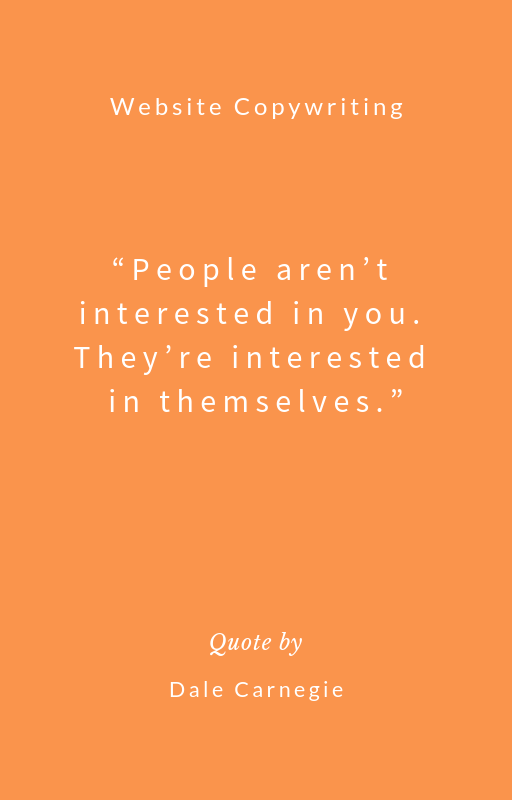 Website Copywriting
“People aren’t
interested in you.
They’re interested
in themselves.”
Quote by
Dale Carnegie